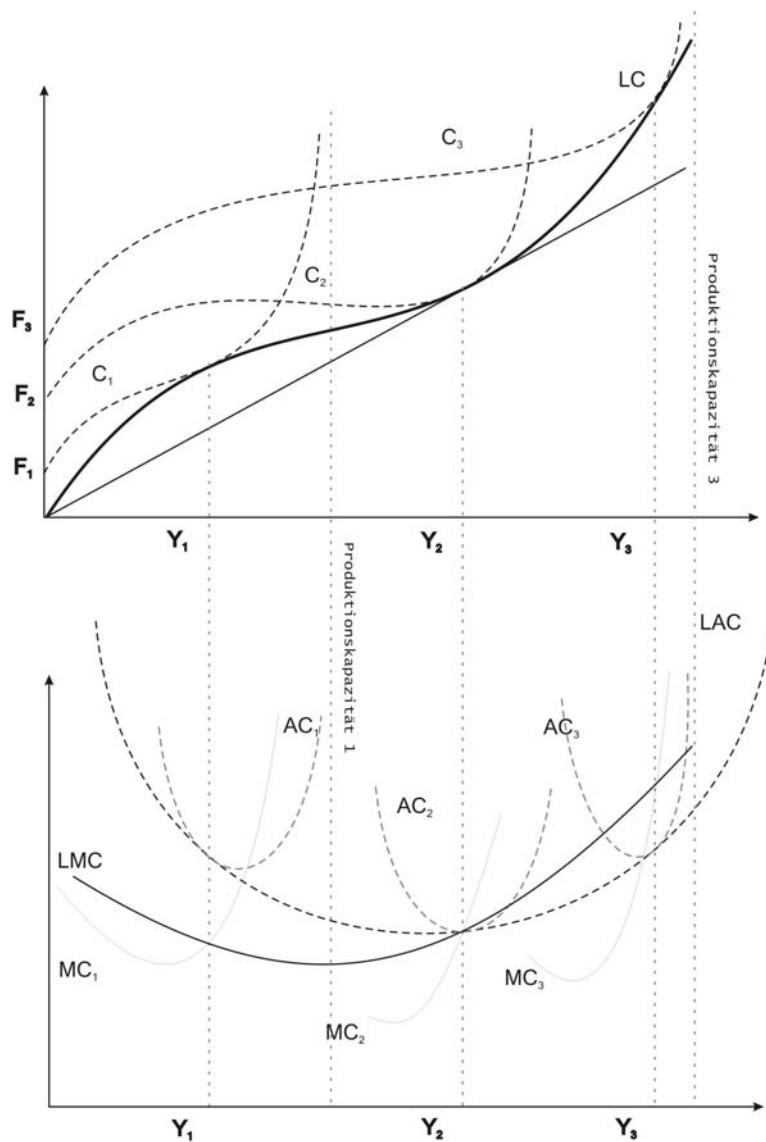 LC
C₃
C₂
F₃
F₂
C₁
F₁
Produktionskapazität 3
Y₁
Y₂
Y₃
Produktionskapazität 1
LAC
AC₁
AC₃
AC₂
LMC
MC₁
MC₃
MC₂
Y₁
Y₂
Y₃